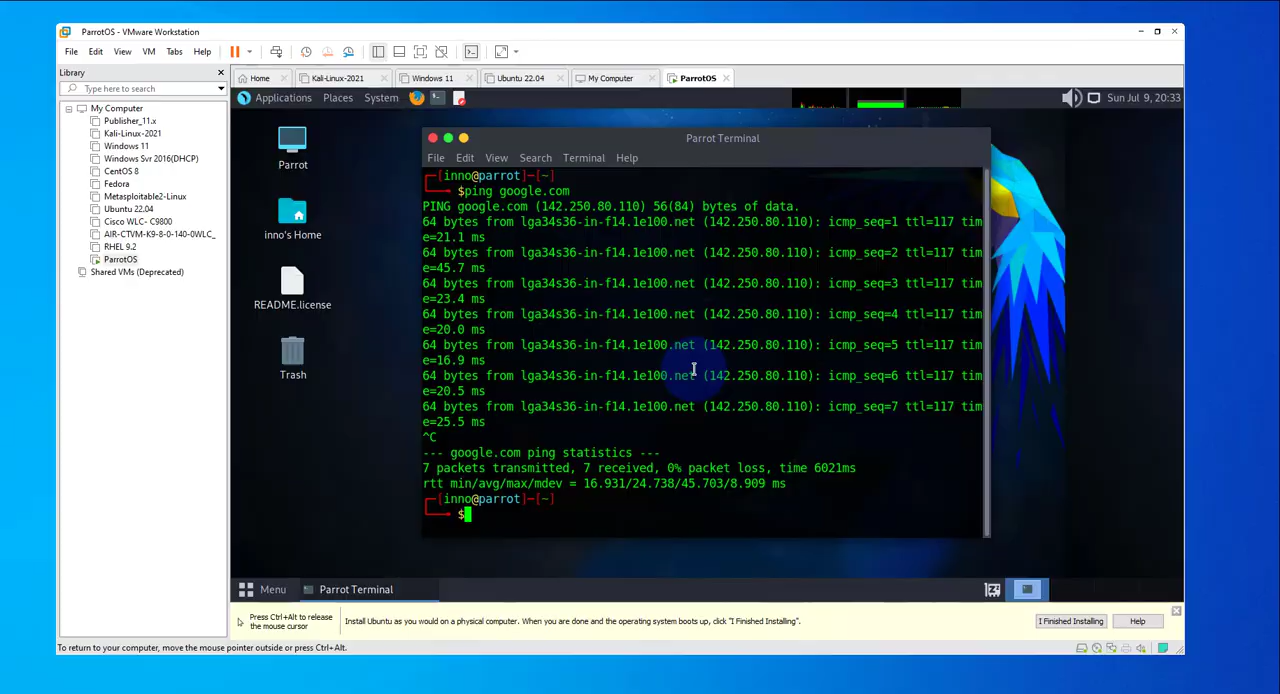 ParrotOS - VMware Workstation
File Edit View VM Tabs Help
Library
Type here to search
My Computer
Publisher_11.x
Kali-Linux-2021
Windows 11
Windows Svr 2016(DHCP)
CentOS 8
Fedora
Metasploitable2-Linux
Ubuntu 22.04
Cisco WLC- C9800
AIR-CTVM-K9-8-0-140-0WLC_
RHEL 9.2
ParrotOS
Shared VMs (Deprecated)
Home Kali-Linux-2021 Windows 11 Ubuntu 22.04 My Computer ParrotOS
Applications Places System Sun Jul 9, 20:33
Parrot
inno's Home
README.license
Trash
Parrot Terminal
File Edit View Search Terminal Help
[inno@parrot]-[~]
$ping google.com
PING google.com (142.250.80.110) 56(84) bytes of data.
64 bytes from lga34s36-in-f14.1e100.net (142.250.80.110): icmp_seq=1 ttl=117 tim
e=21.1 ms
64 bytes from lga34s36-in-f14.1e100.net (142.250.80.110): icmp_seq=2 ttl=117 tim
e=45.7 ms
64 bytes from lga34s36-in-f14.1e100.net (142.250.80.110): icmp_seq=3 ttl=117 tim
e=23.4 ms
64 bytes from lga34s36-in-f14.1e100.net (142.250.80.110): icmp_seq=4 ttl=117 tim
e=20.0 ms
64 bytes from lga34s36-in-f14.1e100.net (142.250.80.110): icmp_seq=5 ttl=117 tim
e=16.9 ms
64 bytes from lga34s36-in-f14.1e100.net (142.250.80.110): icmp_seq=6 ttl=117 tim
e=20.5 ms
64 bytes from lga34s36-in-f14.1e100.net (142.250.80.110): icmp_seq=7 ttl=117 tim
e=25.5 ms
^C
--- google.com ping statistics ---
7 packets transmitted, 7 received, 0% packet loss, time 6021ms
rtt min/avg/max/mdev = 16.931/24.738/45.703/8.909 ms
[inno@parrot]-[~]
$
Menu Parrot Terminal
Press Ctrl+Alt to release
the mouse cursor
Install Ubuntu as you would on a physical computer. When you are done and the operating system boots up, click "I Finished Installing".
I Finished Installing Help
To return to your computer, move the mouse pointer outside or press Ctrl+Alt.